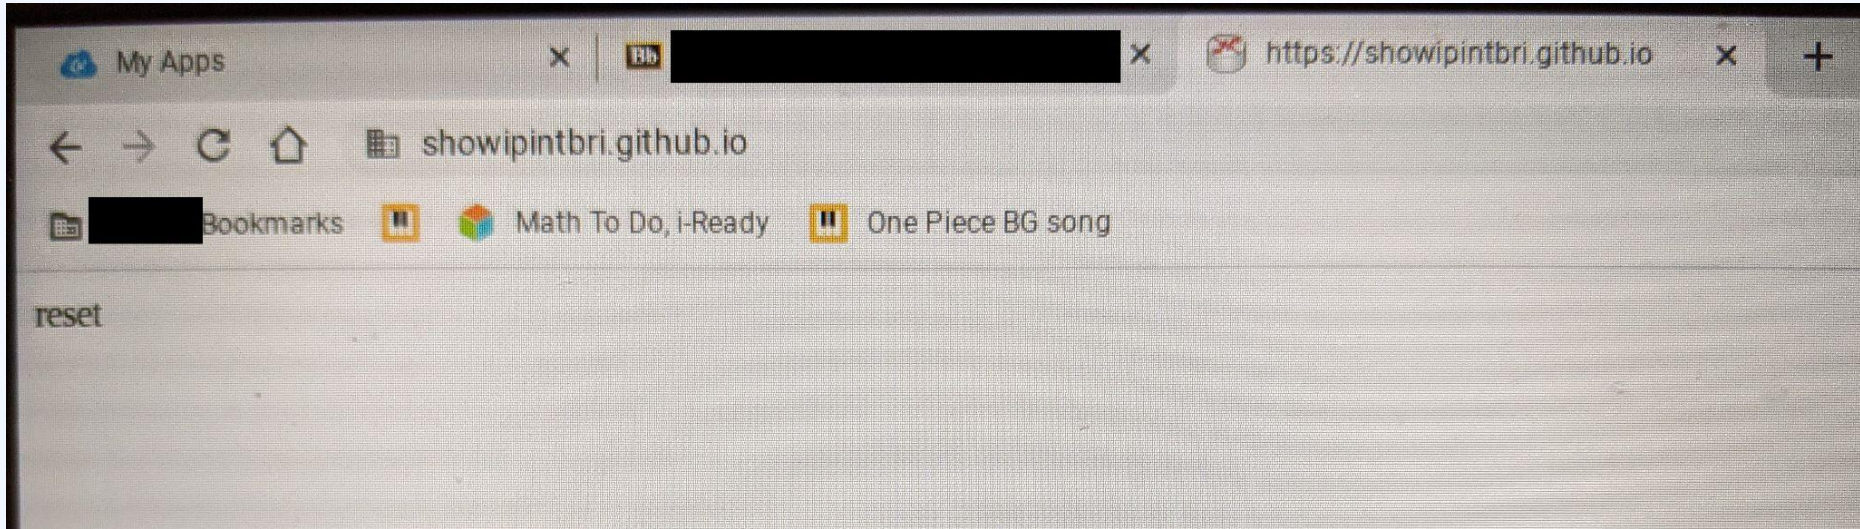 My Apps
Bb
https://showipintbri.github.io
showipintbri.github.io
Bookmarks
Math To Do, i-Ready
One Piece BG song
reset